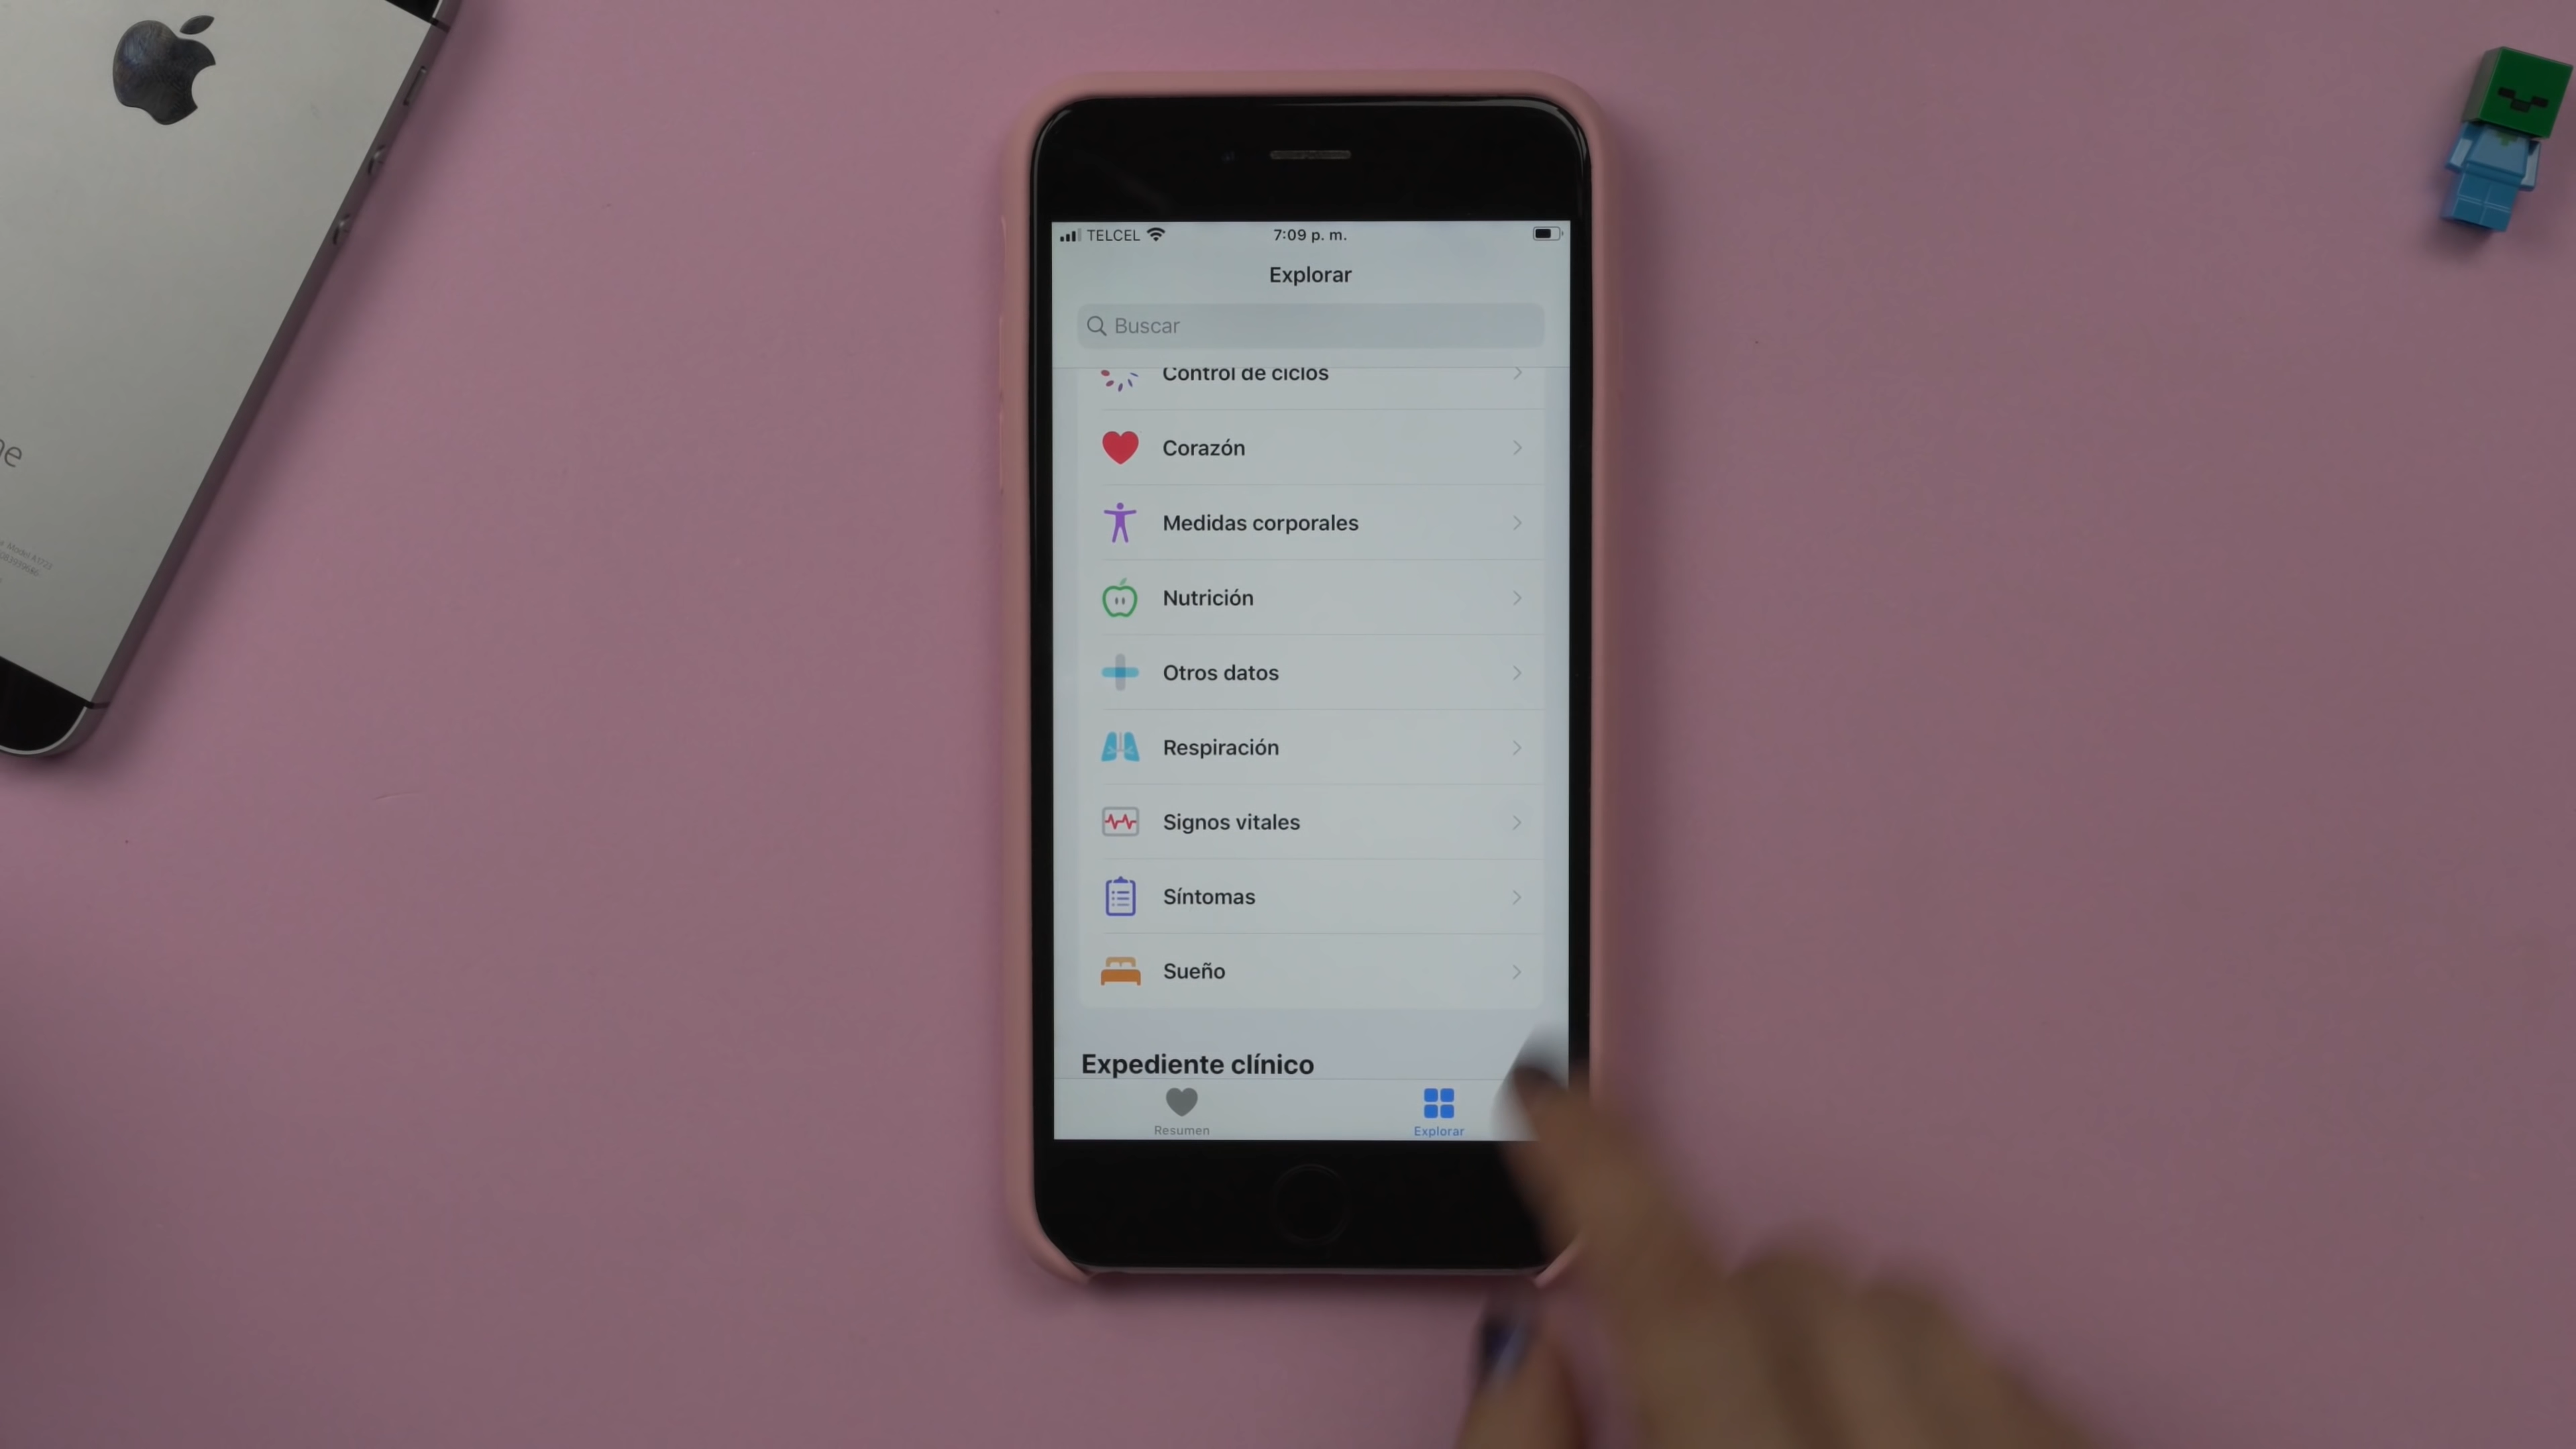 TELCEL
7:09 p. m.
Explorar
Buscar
Control de ciclos
Corazón
Medidas corporales
Nutrición
Otros datos
Respiración
Signos vitales
Síntomas
Sueño
Expediente clínico
Resumen
Explorar